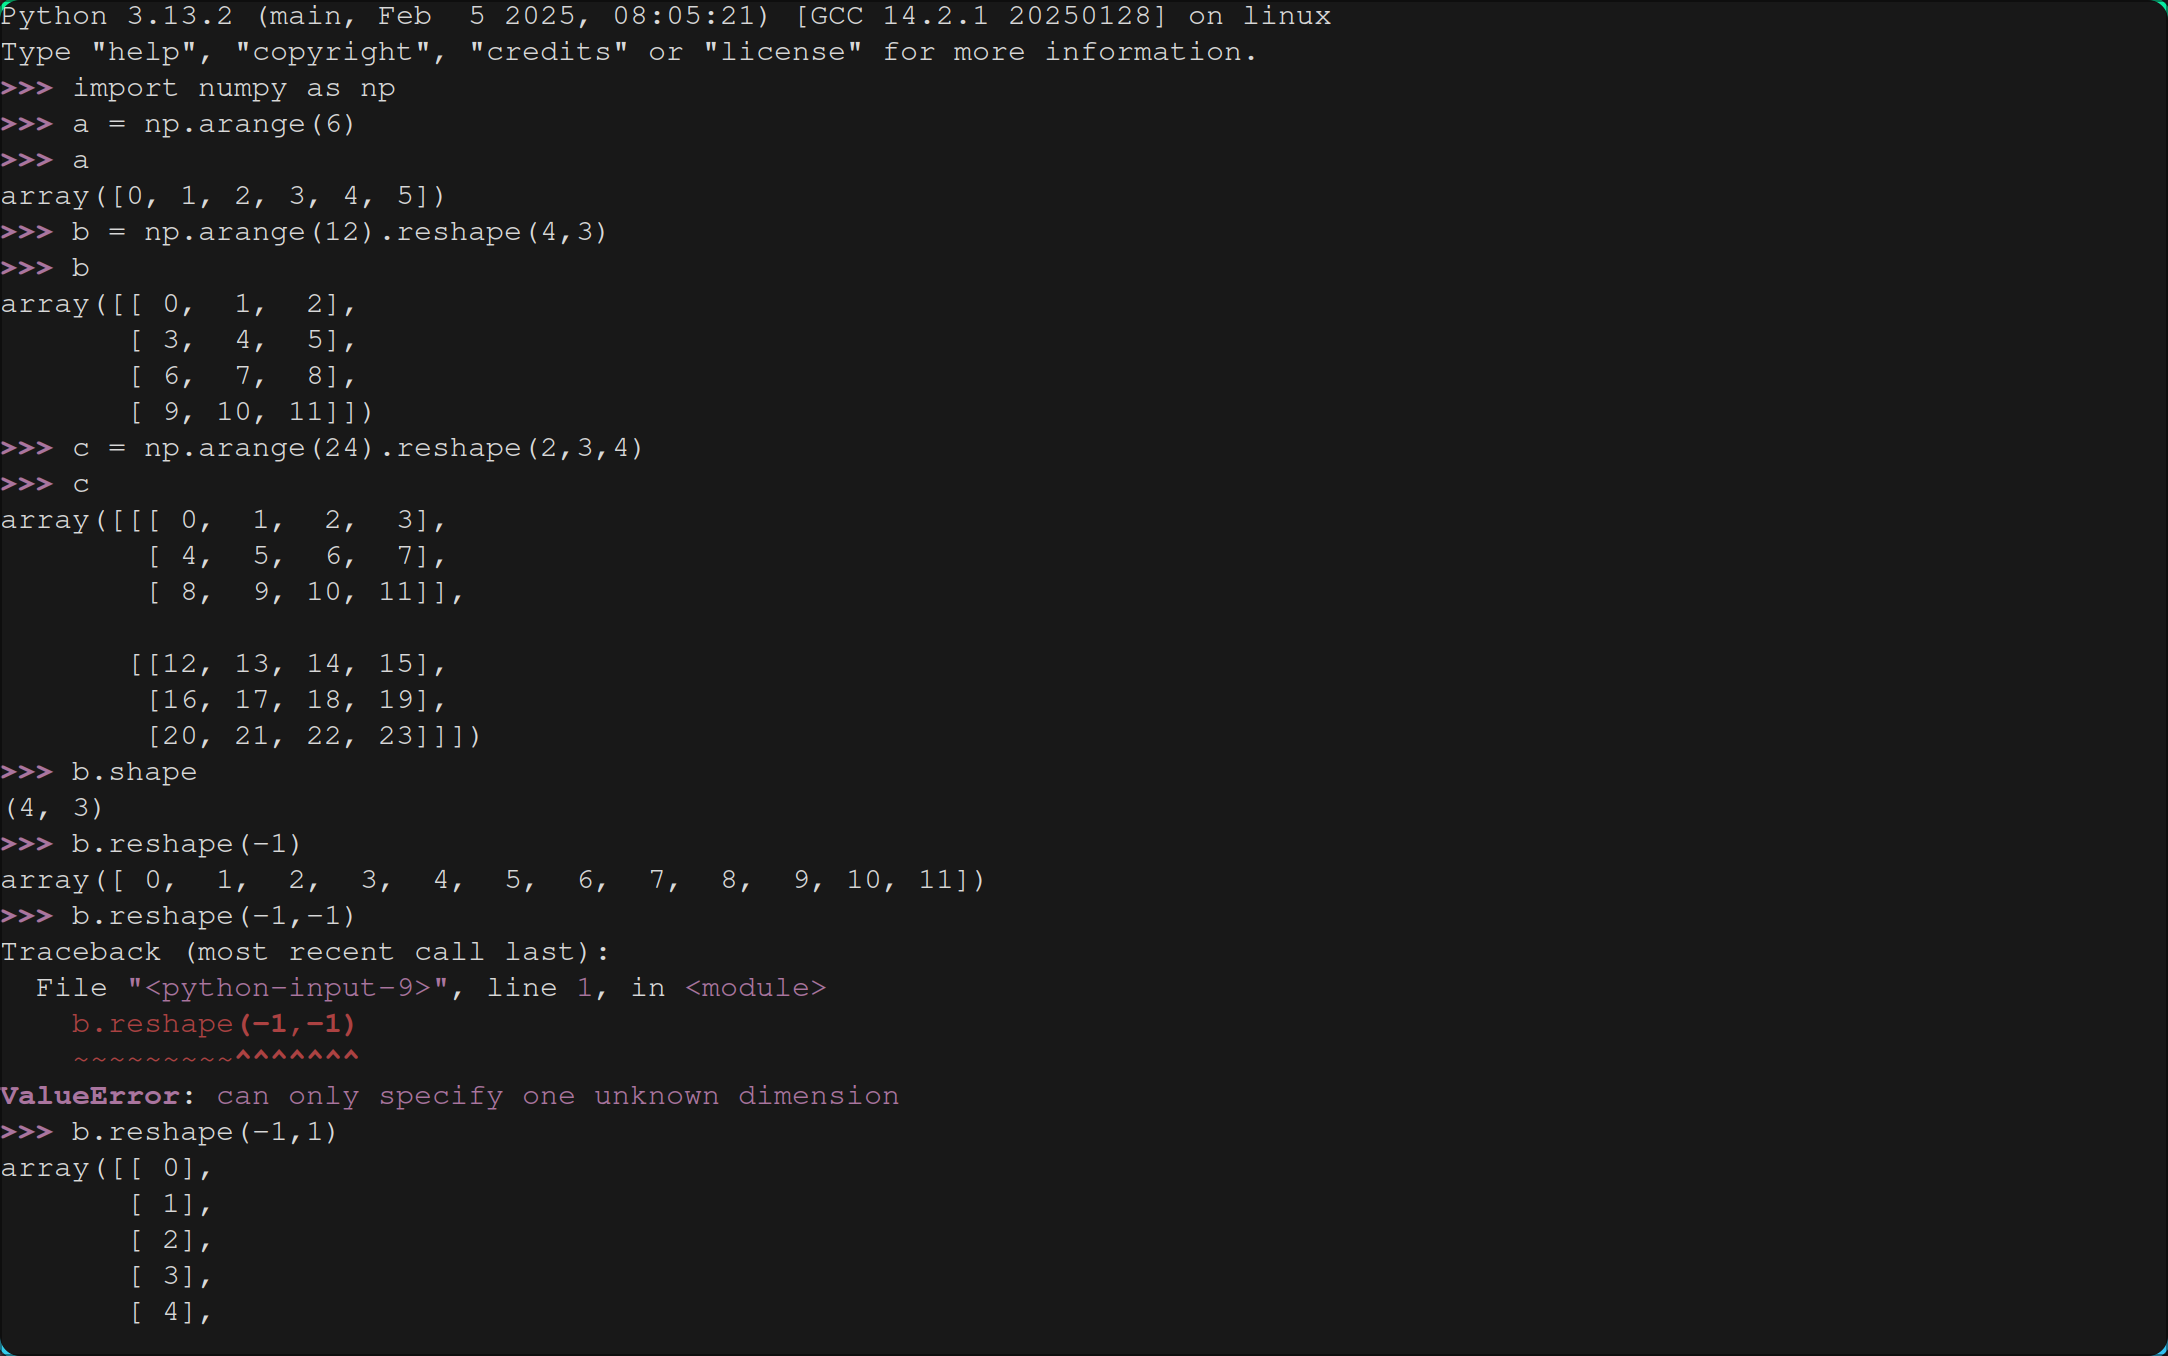 Python 3.13.2 (main, Feb  5 2025, 08:05:21) [GCC 14.2.1 20250128] on linux
Type "help", "copyright", "credits" or "license" for more information.
>>> import numpy as np
>>> a = np.arange(6)
>>> a
array([0, 1, 2, 3, 4, 5])
>>> b = np.arange(12).reshape(4,3)
>>> b
array([[ 0,  1,  2],
       [ 3,  4,  5],
       [ 6,  7,  8],
       [ 9, 10, 11]])
>>> c = np.arange(24).reshape(2,3,4)
>>> c
array([[[ 0,  1,  2,  3],
        [ 4,  5,  6,  7],
        [ 8,  9, 10, 11]],

       [[12, 13, 14, 15],
        [16, 17, 18, 19],
        [20, 21, 22, 23]]])
>>> b.shape
(4, 3)
>>> b.reshape(-1)
array([ 0,  1,  2,  3,  4,  5,  6,  7,  8,  9, 10, 11])
>>> b.reshape(-1,-1)
Traceback (most recent call last):
  File "<python-input-9>", line 1, in <module>
    b.reshape(-1,-1)
    ~~~~~~~~~^^^^^^^
ValueError: can only specify one unknown dimension
>>> b.reshape(-1,1)
array([[ 0],
       [ 1],
       [ 2],
       [ 3],
       [ 4],